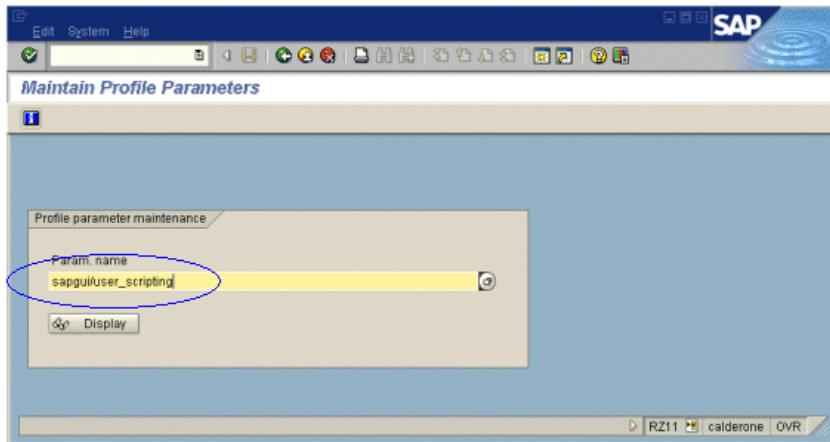 Edit System Help
SAP
Maintain Profile Parameters
Profile parameter maintenance
Param. name
sapgui/user_scripting
Display
RZ11 calderone OVR